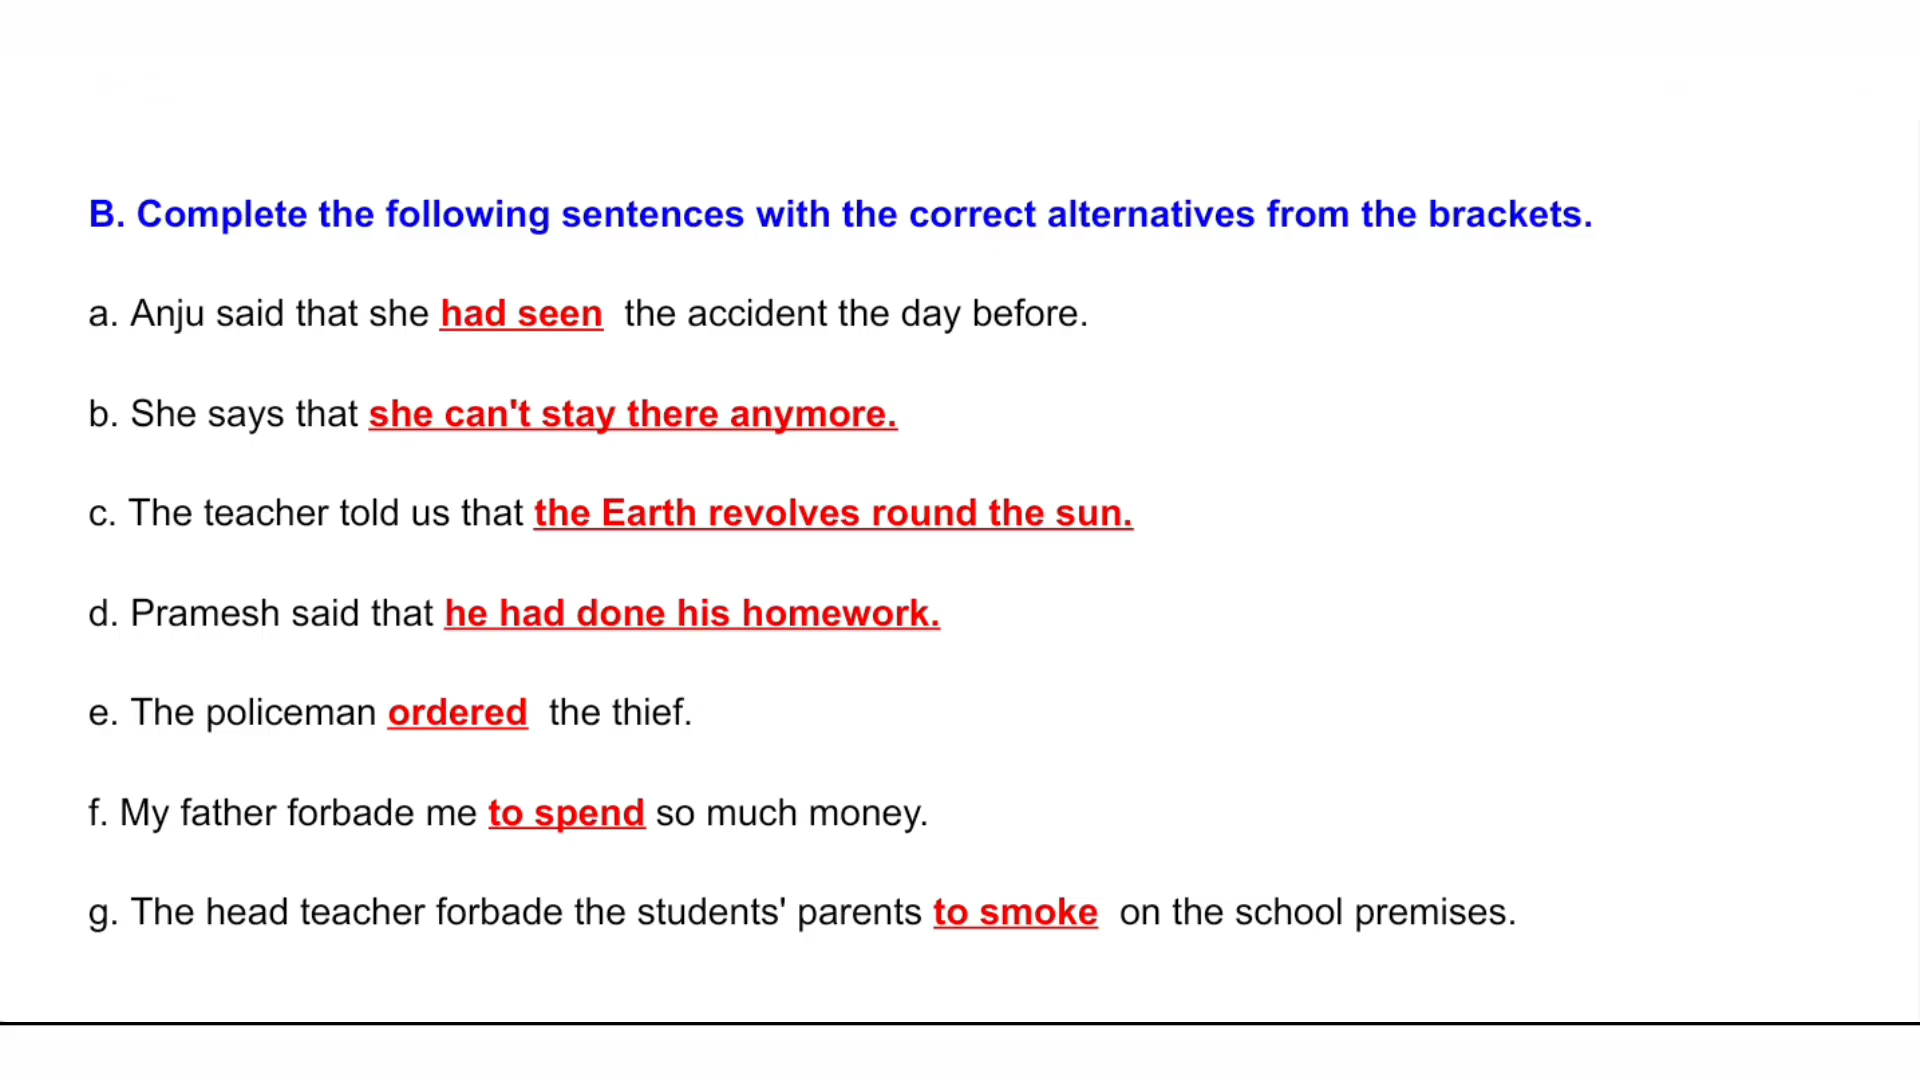 B. Complete the following sentences with the correct alternatives from the brackets.
a. Anju said that she had seen the accident the day before.
b. She says that she can't stay there anymore.
c. The teacher told us that the Earth revolves round the sun.
d. Pramesh said that he had done his homework.
e. The policeman ordered the thief.
f. My father forbade me to spend so much money.
g. The head teacher forbade the students' parents to smoke on the school premises.